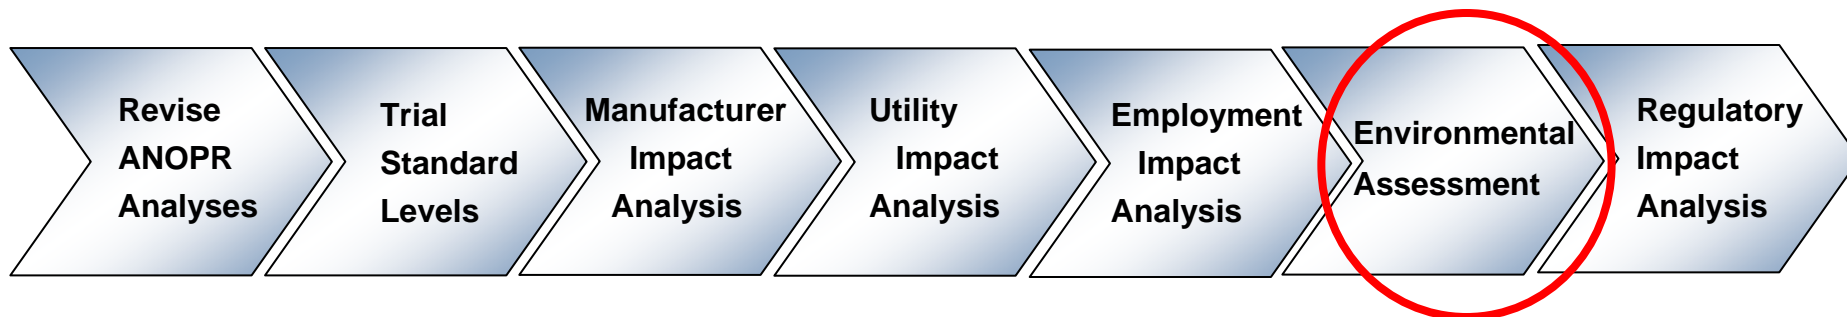 Revise
ANOPR
Analyses
Trial
Standard
Levels
Manufacturer
Impact
Analysis
Utility
Impact
Analysis
Employment
Impact
Analysis
Environmental
Assessment
Regulatory
Impact
Analysis